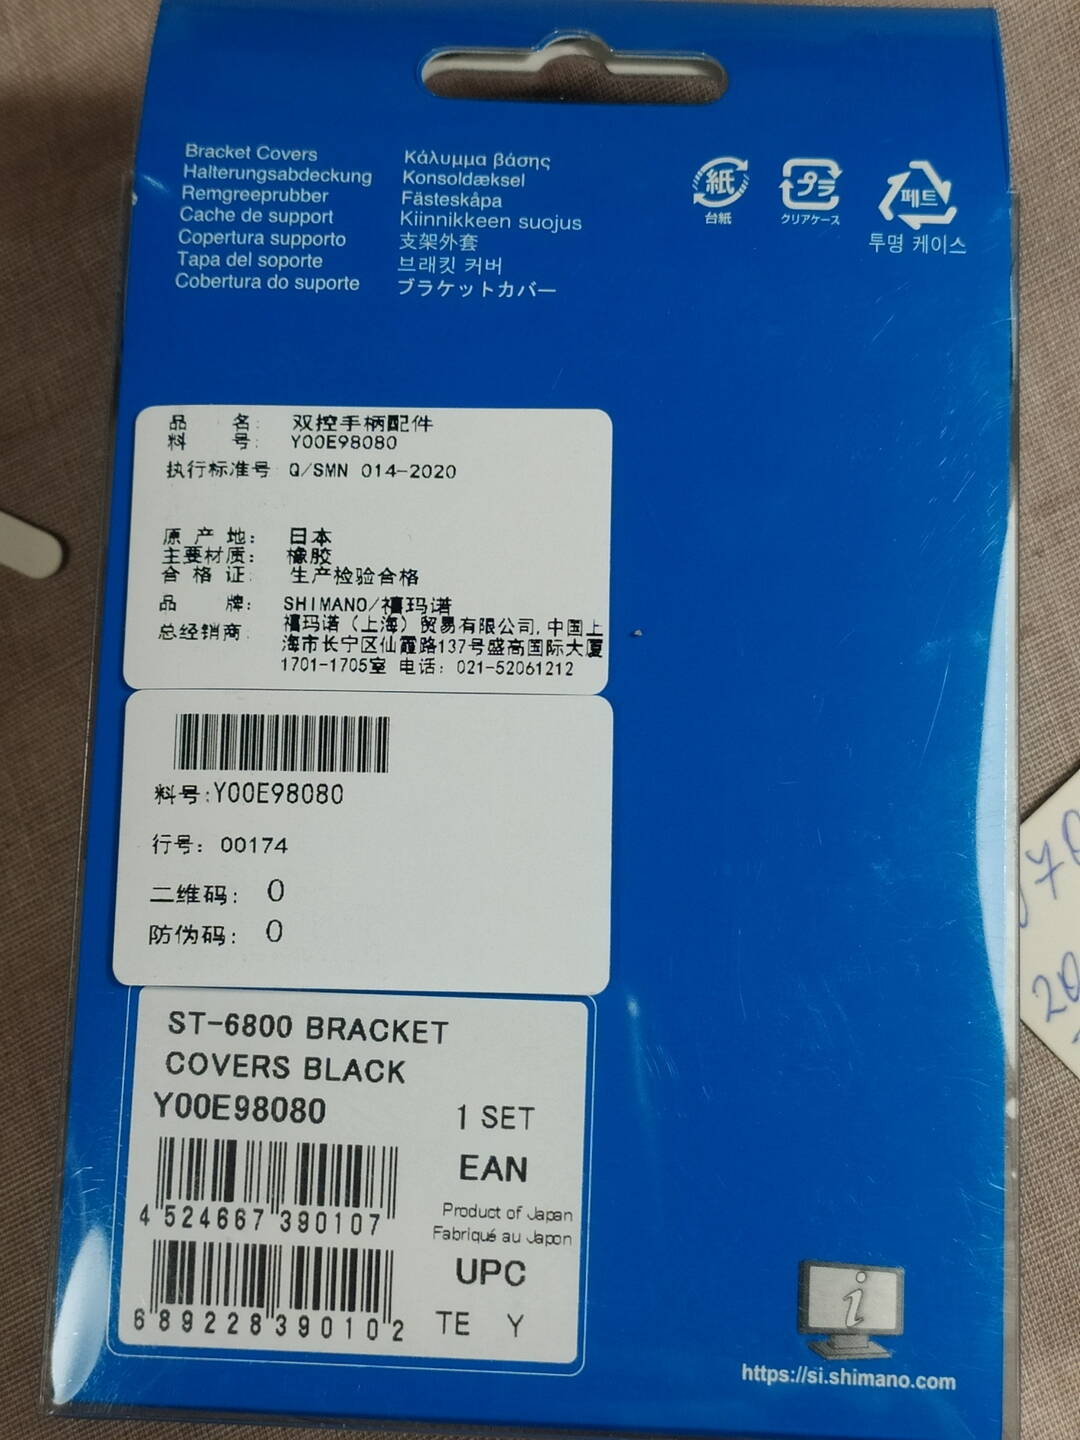 Bracket Covers
Halterungsabdeckung
Remgreeprubber
Cache de support
Copertura supporto
Tapa del soporte
Cobertura do suporte
Κάλυμμα βάσης
Konsoldæksel
Fästeskåpa
Kiinnikkeen suojus
支架外套
브래킷 커버
ブラケットカバー
紙
台紙
プラ
クリアケース
페트
투명 케이스
品 名: 双控手柄配件
料 号: Y00E98080
执行标准号 Q/SMN 014-2020
原 产 地: 日本
主要材质: 橡胶
合 格 证: 生产检验合格
品 牌: SHIMANO/禧玛诺
总经销商: 禧玛诺（上海）贸易有限公司,中国上
海市长宁区仙霞路137号盛高国际大厦
1701-1705室 电话: 021-52061212
料号:Y00E98080
行号: 00174
二维码: 0
防伪码: 0
ST-6800 BRACKET
COVERS BLACK
Y00E98080
1 SET
EAN
4 524667 390107
Product of Japan
Fabriqué au Japon
UPC
6 89228 39010 2
TE Y
i
https://si.shimano.com